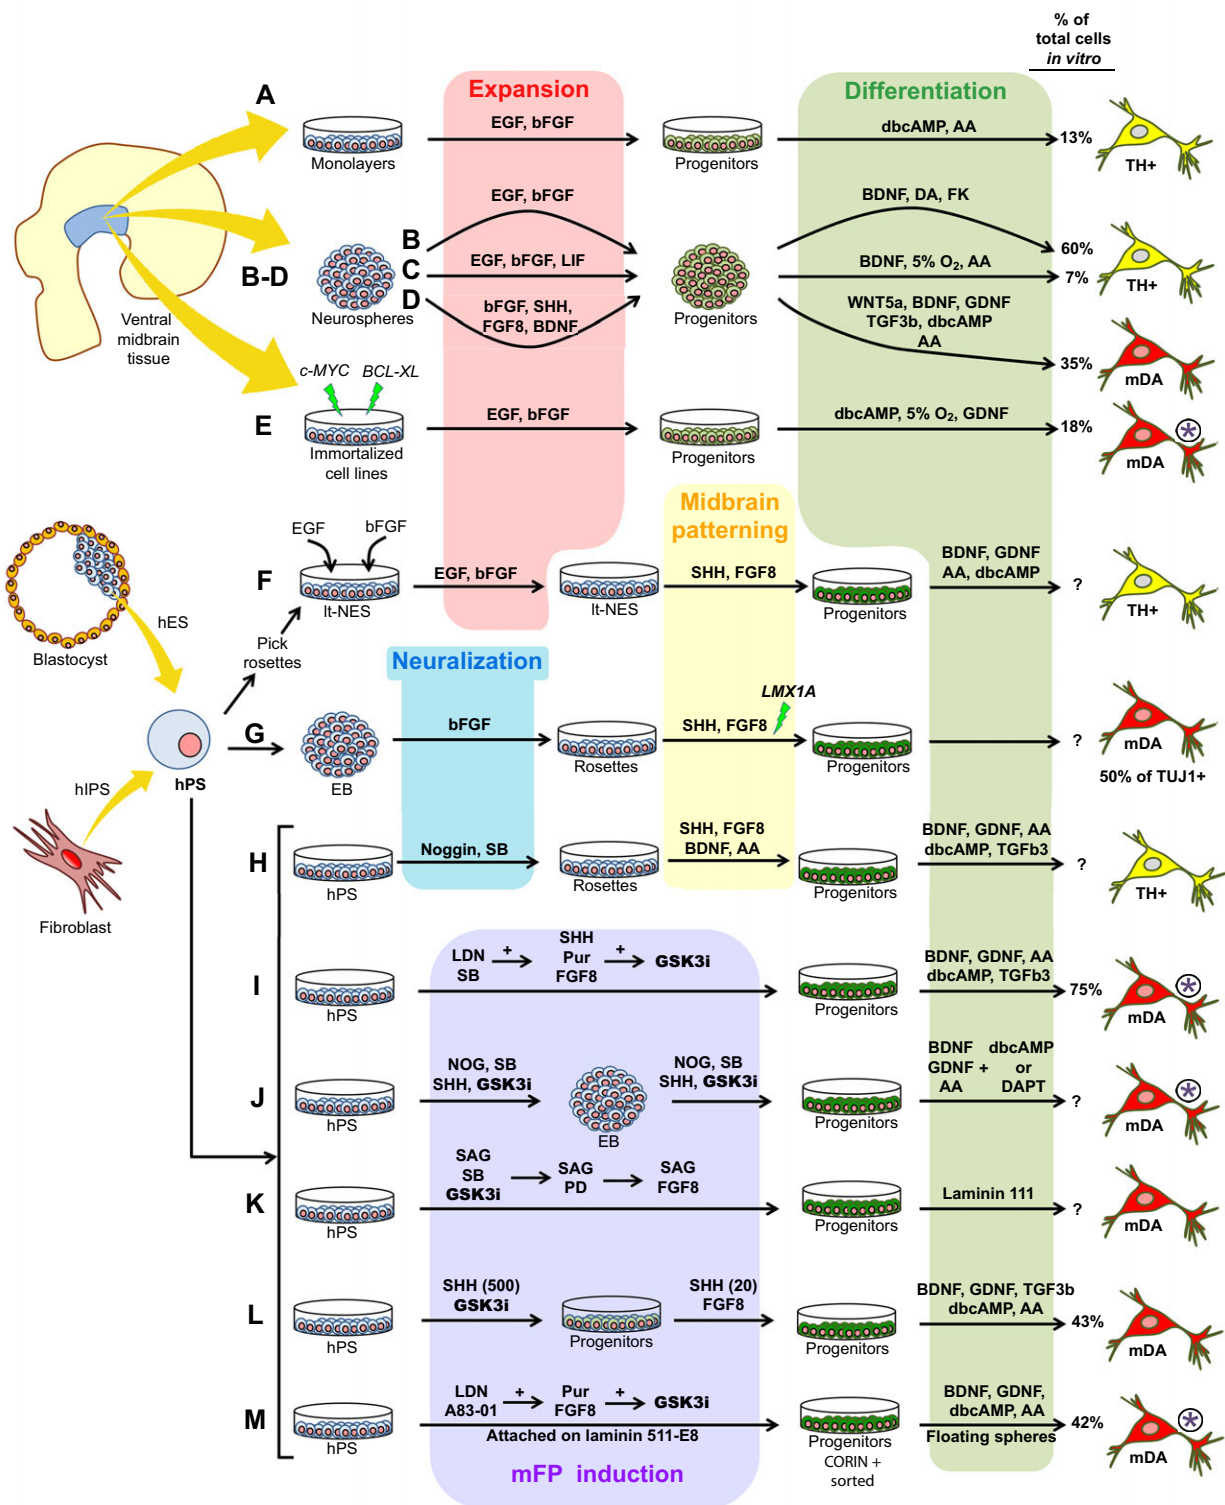 % of
total cells
in vitro
Expansion
Differentiation
A
EGF, bFGF
dbcAMP, AA
13%
Monolayers
Progenitors
TH+
EGF, bFGF
BDNF, DA, FK
B
60%
B-D
C
EGF, bFGF, LIF
BDNF, 5% O₂, AA
7%
D
Neurospheres
bFGF, SHH,
FGF8, BDNF
Progenitors
WNT5a, BDNF, GDNF
TGF3b, dbcAMP
AA
TH+
Ventral
midbrain
tissue
35%
mDA
c-MYC
BCL-XL
E
EGF, bFGF
dbcAMP, 5% O₂, GDNF
18%
*
Immortalized
cell lines
Progenitors
mDA
Midbrain
patterning
EGF
bFGF
F
EGF, bFGF
SHH, FGF8
BDNF, GDNF
AA, dbcAMP
?
lt-NES
lt-NES
Progenitors
TH+
hES
Blastocyst
Pick
rosettes
Neuralization
LMX1A
G
bFGF
SHH, FGF8
?
hPS
EB
Rosettes
Progenitors
mDA
50% of TUJ1+
hIPS
Fibroblast
H
Noggin, SB
SHH, FGF8
BDNF, AA
BDNF, GDNF, AA
dbcAMP, TGFb3
?
hPS
Rosettes
Progenitors
TH+
I
LDN
SB
+
SHH
Pur
FGF8
+
GSK3i
BDNF, GDNF, AA
dbcAMP, TGFb3
75%
*
hPS
Progenitors
mDA
J
NOG, SB
SHH, GSK3i
NOG, SB
SHH, GSK3i
BDNF dbcAMP
GDNF + or
AA DAPT
?
*
hPS
EB
Progenitors
mDA
K
SAG
SB
GSK3i
SAG
PD
SAG
FGF8
Laminin 111
?
hPS
Progenitors
mDA
L
SHH (500)
GSK3i
SHH (20)
FGF8
BDNF, GDNF, TGF3b
dbcAMP, AA
43%
hPS
Progenitors
Progenitors
mDA
M
LDN
A83-01
+
Pur
FGF8
+
GSK3i
BDNF, GDNF,
dbcAMP, AA
42%
*
hPS
Attached on laminin 511-E8
Progenitors
CORIN +
sorted
Floating spheres
mDA
mFP induction